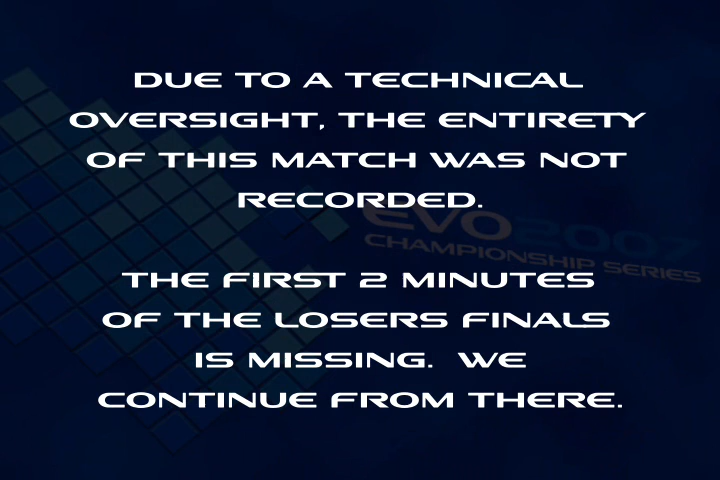 DUE TO A TECHNICAL
OVERSIGHT, THE ENTIRETY
OF THIS MATCH WAS NOT
RECORDED.
EVO2007
CHAMPIONSHIP SERIES
THE FIRST 2 MINUTES
OF THE LOSERS FINALS
IS MISSING. WE
CONTINUE FROM THERE.